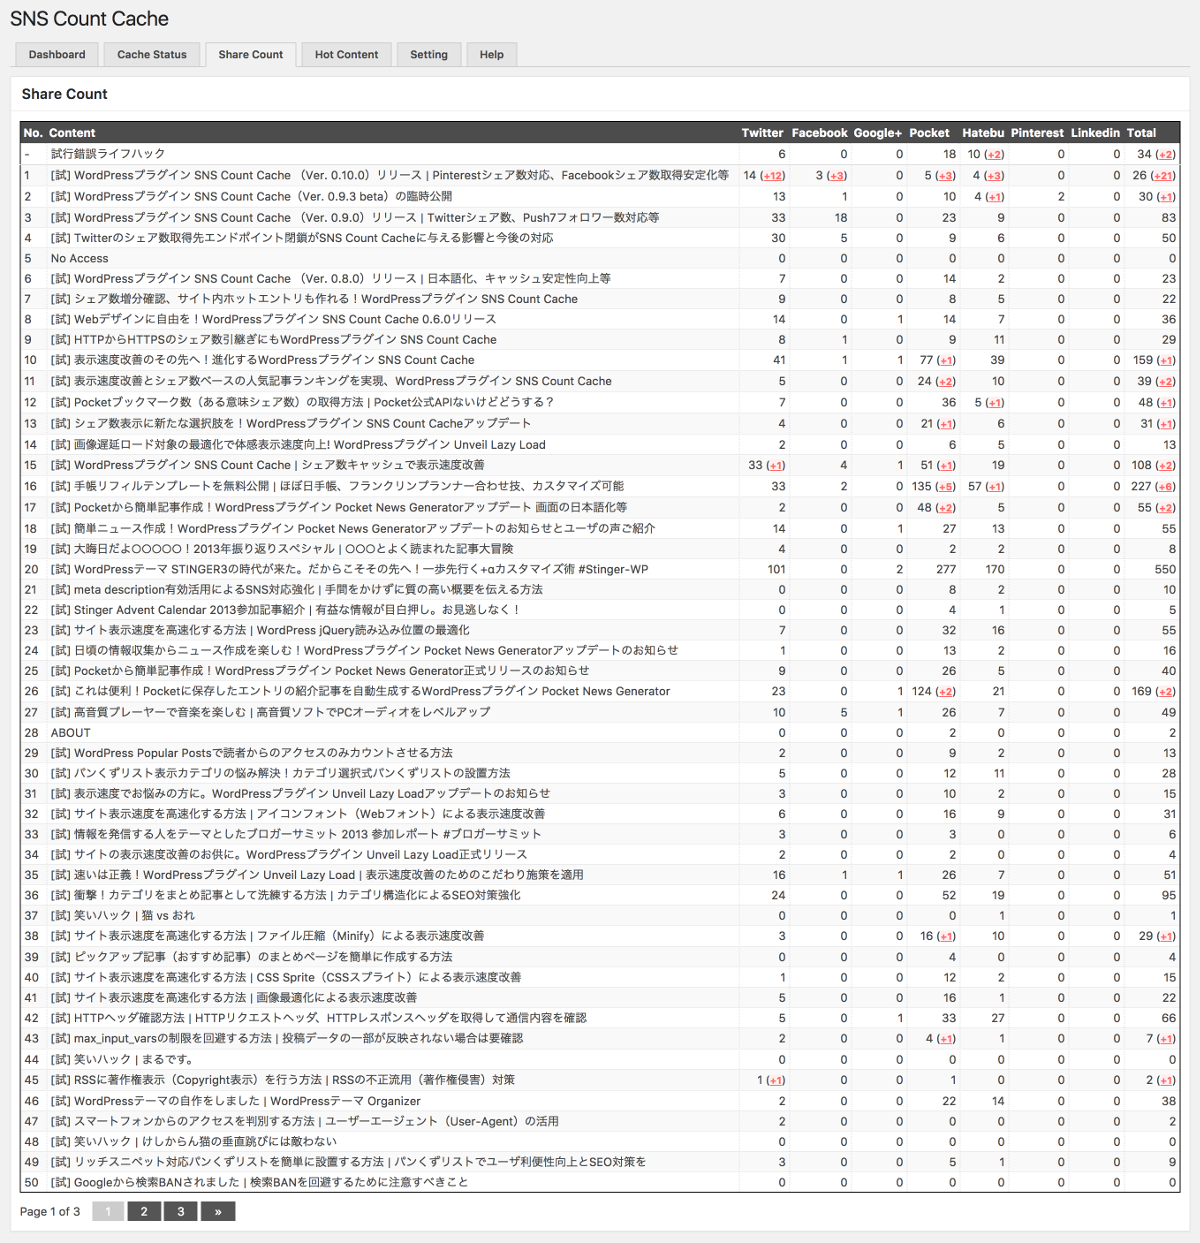 SNS Count Cache
Dashboard Cache Status Share Count Hot Content Setting Help
Share Count
No. Content Twitter Facebook Google+ Pocket Hatebu Pinterest Linkedin Total
- 試行錯誤ライフハック 6 0 0 18 10 (+2) 0 0 34 (+2)
1 [試] WordPressプラグイン SNS Count Cache （Ver. 0.10.0）リリース | Pinterestシェア数対応、Facebookシェア数取得安定化等 14 (+12) 3 (+3) 0 5 (+3) 4 (+3) 0 0 26 (+21)
2 [試] WordPressプラグイン SNS Count Cache（Ver. 0.9.3 beta）の臨時公開 13 1 0 10 4 (+1) 2 0 30 (+1)
3 [試] WordPressプラグイン SNS Count Cache （Ver. 0.9.0）リリース | Twitterシェア数、Push7フォロワー数対応等 33 18 0 23 9 0 0 83
4 [試] Twitterのシェア数取得先エンドポイント閉鎖がSNS Count Cacheに与える影響と今後の対応 30 5 0 9 6 0 0 50
5 No Access 0 0 0 0 0 0 0 0
6 [試] WordPressプラグイン SNS Count Cache （Ver. 0.8.0）リリース | 日本語化、キャッシュ安定性向上等 7 0 0 14 2 0 0 23
7 [試] シェア数増分確認、サイト内ホットエントリも作れる！WordPressプラグイン SNS Count Cache 9 0 0 8 5 0 0 22
8 [試] Webデザインに自由を！WordPressプラグイン SNS Count Cache 0.6.0リリース 14 0 1 14 7 0 0 36
9 [試] HTTPからHTTPSのシェア数引継ぎにもWordPressプラグイン SNS Count Cache 8 1 0 9 11 0 0 29
10 [試] 表示速度改善のその先へ！進化するWordPressプラグイン SNS Count Cache 41 1 1 77 (+1) 39 0 0 159 (+1)
11 [試] 表示速度改善とシェア数ベースの人気記事ランキングを実現、WordPressプラグイン SNS Count Cache 5 0 0 24 (+2) 10 0 0 39 (+2)
12 [試] Pocketブックマーク数（ある意味シェア数）の取得方法 | Pocket公式APIないけどどうする？ 7 0 0 36 5 (+1) 0 0 48 (+1)
13 [試] シェア数表示に新たな選択肢を！WordPressプラグイン SNS Count Cacheアップデート 4 0 0 21 (+1) 6 0 0 31 (+1)
14 [試] 画像遅延ロード対象の最適化で体感表示速度向上! WordPressプラグイン Unveil Lazy Load 2 0 0 6 5 0 0 13
15 [試] WordPressプラグイン SNS Count Cache | シェア数キャッシュで表示速度改善 33 (+1) 4 1 51 (+1) 19 0 0 108 (+2)
16 [試] 手帳リフィルテンプレートを無料公開 | ほぼ日手帳、フランクリンプランナー合わせ技、カスタマイズ可能 33 2 0 135 (+5) 57 (+1) 0 0 227 (+6)
17 [試] Pocketから簡単記事作成！WordPressプラグイン Pocket News Generatorアップデート 画面の日本語化等 2 0 0 48 (+2) 5 0 0 55 (+2)
18 [試] 簡単ニュース作成！WordPressプラグイン Pocket News Generatorアップデートのお知らせとユーザの声ご紹介 14 0 1 27 13 0 0 55
19 [試] 大晦日だよ○○○○○！2013年振り返りスペシャル | ○○○とよく読まれた記事大冒険 4 0 0 2 2 0 0 8
20 [試] WordPressテーマ STINGER3の時代が来た。だからこそその先へ！一歩先行く+αカスタマイズ術 #Stinger-WP 101 0 2 277 170 0 0 550
21 [試] meta description有効活用によるSNS対応強化 | 手間をかけずに質の高い概要を伝える方法 0 0 0 8 2 0 0 10
22 [試] Stinger Advent Calendar 2013参加記事紹介 | 有益な情報が目白押し。お見逃しなく！ 0 0 0 4 1 0 0 5
23 [試] サイト表示速度を高速化する方法 | WordPress jQuery読み込み位置の最適化 7 0 0 32 16 0 0 55
24 [試] 日頃の情報収集からニュース作成を楽しむ！WordPressプラグイン Pocket News Generatorアップデートのお知らせ 1 0 0 13 2 0 0 16
25 [試] Pocketから簡単記事作成！WordPressプラグイン Pocket News Generator正式リリースのお知らせ 9 0 0 26 5 0 0 40
26 [試] これは便利！Pocketに保存したエントリの紹介記事を自動生成するWordPressプラグイン Pocket News Generator 23 0 1 124 (+2) 21 0 0 169 (+2)
27 [試] 高音質プレーヤーで音楽を楽しむ | 高音質ソフトでPCオーディオをレベルアップ 10 5 1 26 7 0 0 49
28 ABOUT 0 0 0 2 0 0 0 2
29 [試] WordPress Popular Postsで読者からのアクセスのみカウントさせる方法 2 0 0 9 2 0 0 13
30 [試] パンくずリスト表示カテゴリの悩み解決！カテゴリ選択式パンくずリストの設置方法 5 0 0 12 11 0 0 28
31 [試] 表示速度でお悩みの方に。WordPressプラグイン Unveil Lazy Loadアップデートのお知らせ 3 0 0 10 2 0 0 15
32 [試] サイト表示速度を高速化する方法 | アイコンフォント（Webフォント）による表示速度改善 6 0 0 16 9 0 0 31
33 [試] 情報を発信する人をテーマとしたブロガーサミット 2013 参加レポート #ブロガーサミット 3 0 0 3 0 0 0 6
34 [試] サイトの表示速度改善のお供に。WordPressプラグイン Unveil Lazy Load正式リリース 2 0 0 2 0 0 0 4
35 [試] 速いは正義！WordPressプラグイン Unveil Lazy Load | 表示速度改善のためのこだわり施策を適用 16 1 1 26 7 0 0 51
36 [試] 衝撃！カテゴリをまとめ記事として洗練する方法 | カテゴリ構造化によるSEO対策強化 24 0 0 52 19 0 0 95
37 [試] 笑いハック | 猫 vs おれ 0 0 0 0 1 0 0 1
38 [試] サイト表示速度を高速化する方法 | ファイル圧縮（Minify）による表示速度改善 3 0 0 16 (+1) 10 0 0 29 (+1)
39 [試] ピックアップ記事（おすすめ記事）のまとめページを簡単に作成する方法 0 0 0 4 0 0 0 4
40 [試] サイト表示速度を高速化する方法 | CSS Sprite（CSSスプライト）による表示速度改善 1 0 0 12 2 0 0 15
41 [試] サイト表示速度を高速化する方法 | 画像最適化による表示速度改善 5 0 0 16 1 0 0 22
42 [試] HTTPヘッダ確認方法 | HTTPリクエストヘッダ、HTTPレスポンスヘッダを取得して通信内容を確認 5 0 1 33 27 0 0 66
43 [試] max_input_varsの制限を回避する方法 | 投稿データの一部が反映されない場合は要確認 2 0 0 4 (+1) 1 0 0 7 (+1)
44 [試] 笑いハック | まるです。 0 0 0 0 0 0 0 0
45 [試] RSSに著作権表示（Copyright表示）を行う方法 | RSSの不正流用（著作権侵害）対策 1 (+1) 0 0 1 0 0 0 2 (+1)
46 [試] WordPressテーマの自作をしました | WordPressテーマ Organizer 2 0 0 22 14 0 0 38
47 [試] スマートフォンからのアクセスを判別する方法 | ユーザーエージェント（User-Agent）の活用 2 0 0 0 0 0 0 2
48 [試] 笑いハック | けしからん猫の垂直跳びには敵わない 0 0 0 0 0 0 0 0
49 [試] リッチスニペット対応パンくずリストを簡単に設置する方法 | パンくずリストでユーザ利便性向上とSEO対策を 3 0 0 5 1 0 0 9
50 [試] Googleから検索BANされました | 検索BANを回避するために注意すべきこと 0 0 0 0 0 0 0 0
Page 1 of 3 1 2 3 »